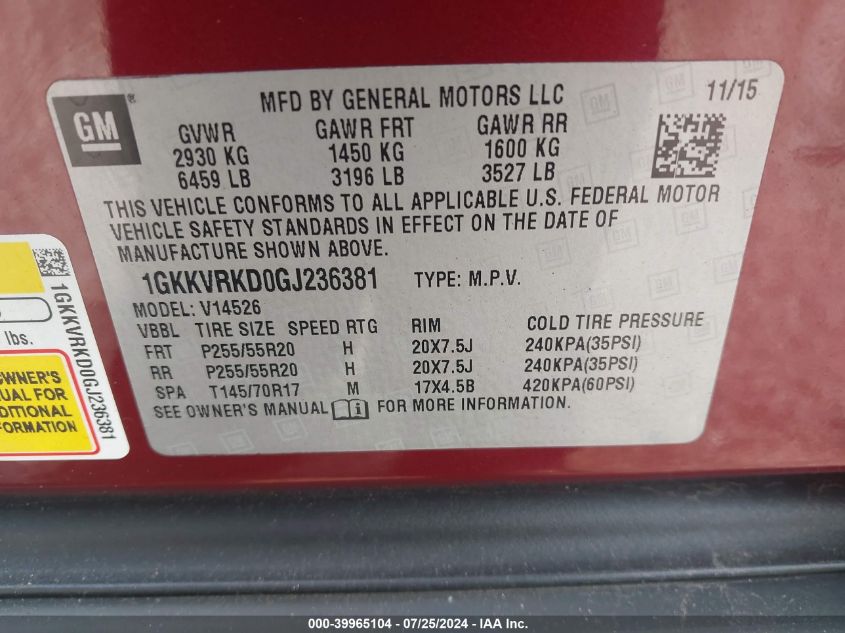 GM ®
MFD BY GENERAL MOTORS LLC 11/15
GVWR GAWR FRT GAWR RR
2930 KG 1450 KG 1600 KG
6459 LB 3196 LB 3527 LB
THIS VEHICLE CONFORMS TO ALL APPLICABLE U.S. FEDERAL MOTOR
VEHICLE SAFETY STANDARDS IN EFFECT ON THE DATE OF
MANUFACTURE SHOWN ABOVE.
1GKKVRKD0GJ236381 TYPE: M.P.V.
MODEL: V14526
VBBL TIRE SIZE SPEED RTG RIM COLD TIRE PRESSURE
FRT P255/55R20 H 20X7.5J 240KPA(35PSI)
RR P255/55R20 H 20X7.5J 240KPA(35PSI)
SPA T145/70R17 M 17X4.5B 420KPA(60PSI)
SEE OWNER'S MANUAL FOR MORE INFORMATION.
1GKKVRKD0GJ236381
lbs.
OWNER'S
FOR
000-39965104 - 07/25/2024 - IAAI Inc.